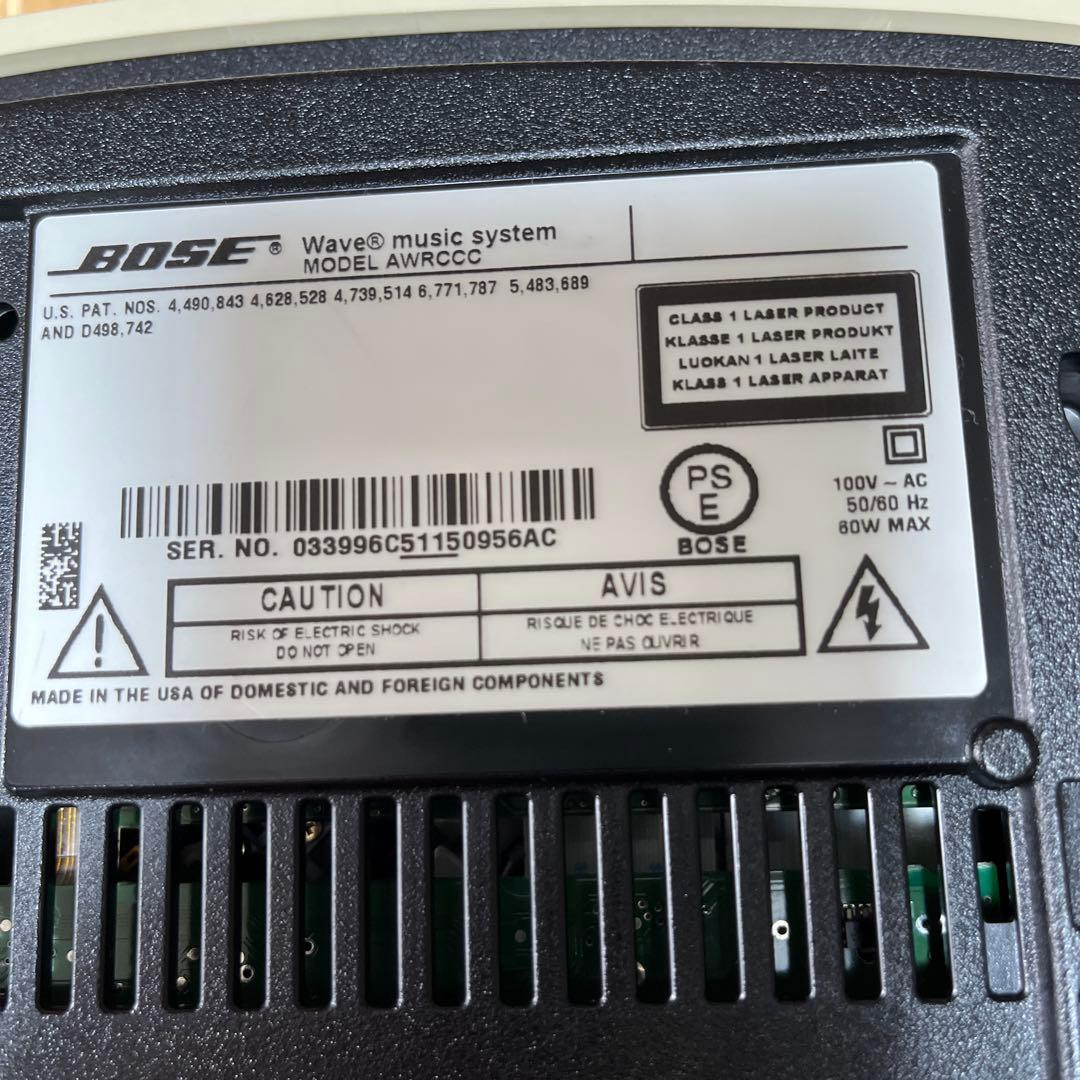 BOSE® Wave® music system
MODEL AWRCCC
U.S. PAT. NOS. 4,490,843 4,628,528 4,739,514 6,771,787 5,483,689
AND D498,742
CLASS 1 LASER PRODUCT
KLASSE 1 LASER PRODUKT
LUOKAN 1 LASER LAITE
KLASS 1 LASER APPARAT
PS
E
BOSE
100V ~ AC
50/60 Hz
60W MAX
SER. NO. 033996C51150956AC
CAUTION
RISK OF ELECTRIC SHOCK
DO NOT OPEN
AVIS
RISQUE DE CHOC ELECTRIQUE
NE PAS OUVRIR
MADE IN THE USA OF DOMESTIC AND FOREIGN COMPONENTS